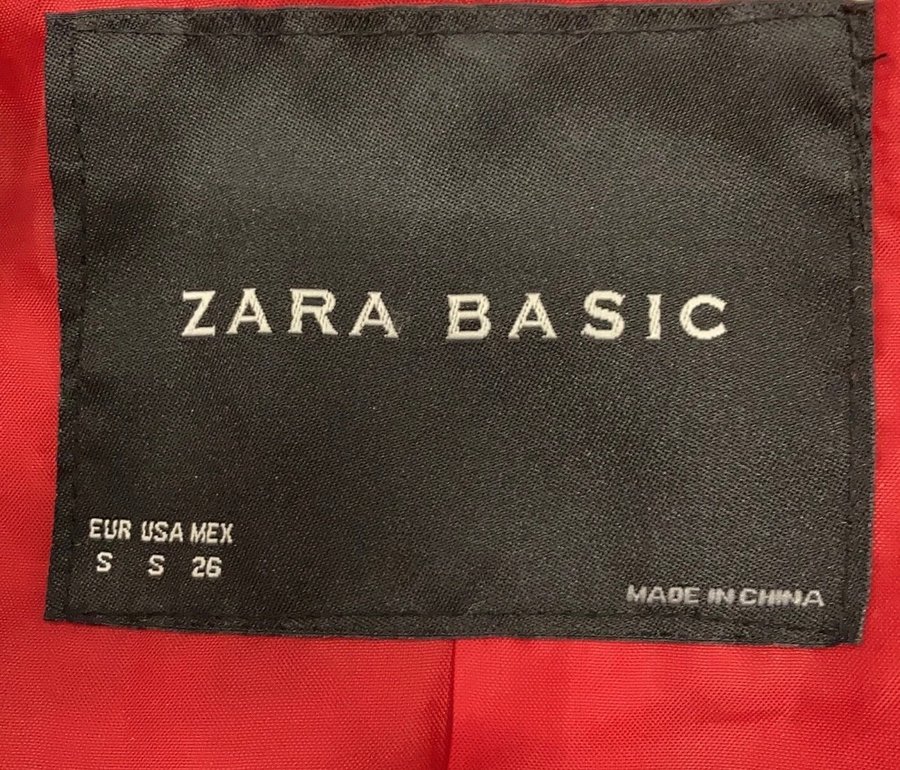 ZARA BASIC
EUR USA MEX
S S 26
MADE IN CHINA